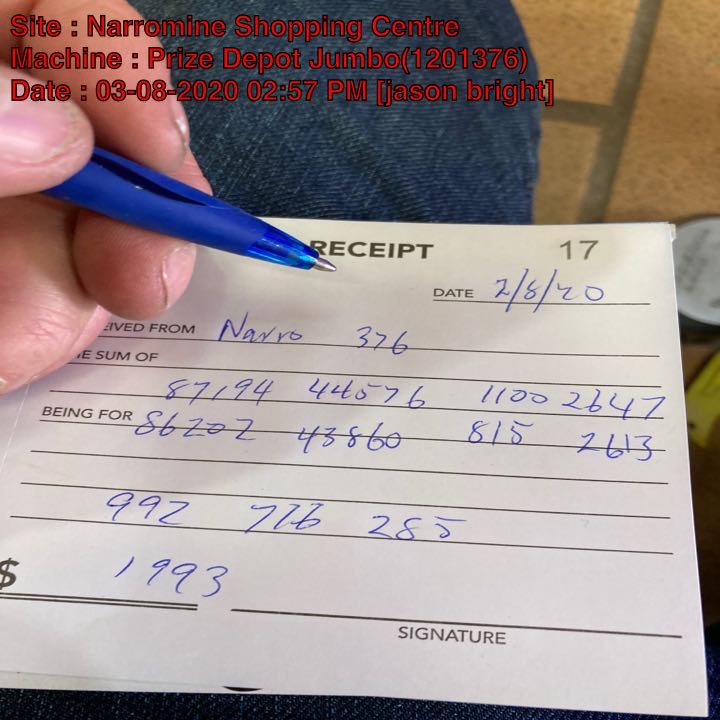 Site : Narromine Shopping Centre
Machine : Prize Depot Jumbo(1201376)
Date : 03-08-2020 02:57 PM [jason bright]
RECEIPT 17
DATE 2/8/20
EIVED FROM Narro 376
HE SUM OF
87194 44576 1100 2647
BEING FOR 86202 43860 815 2613
992 716 285
$ 1993
SIGNATURE